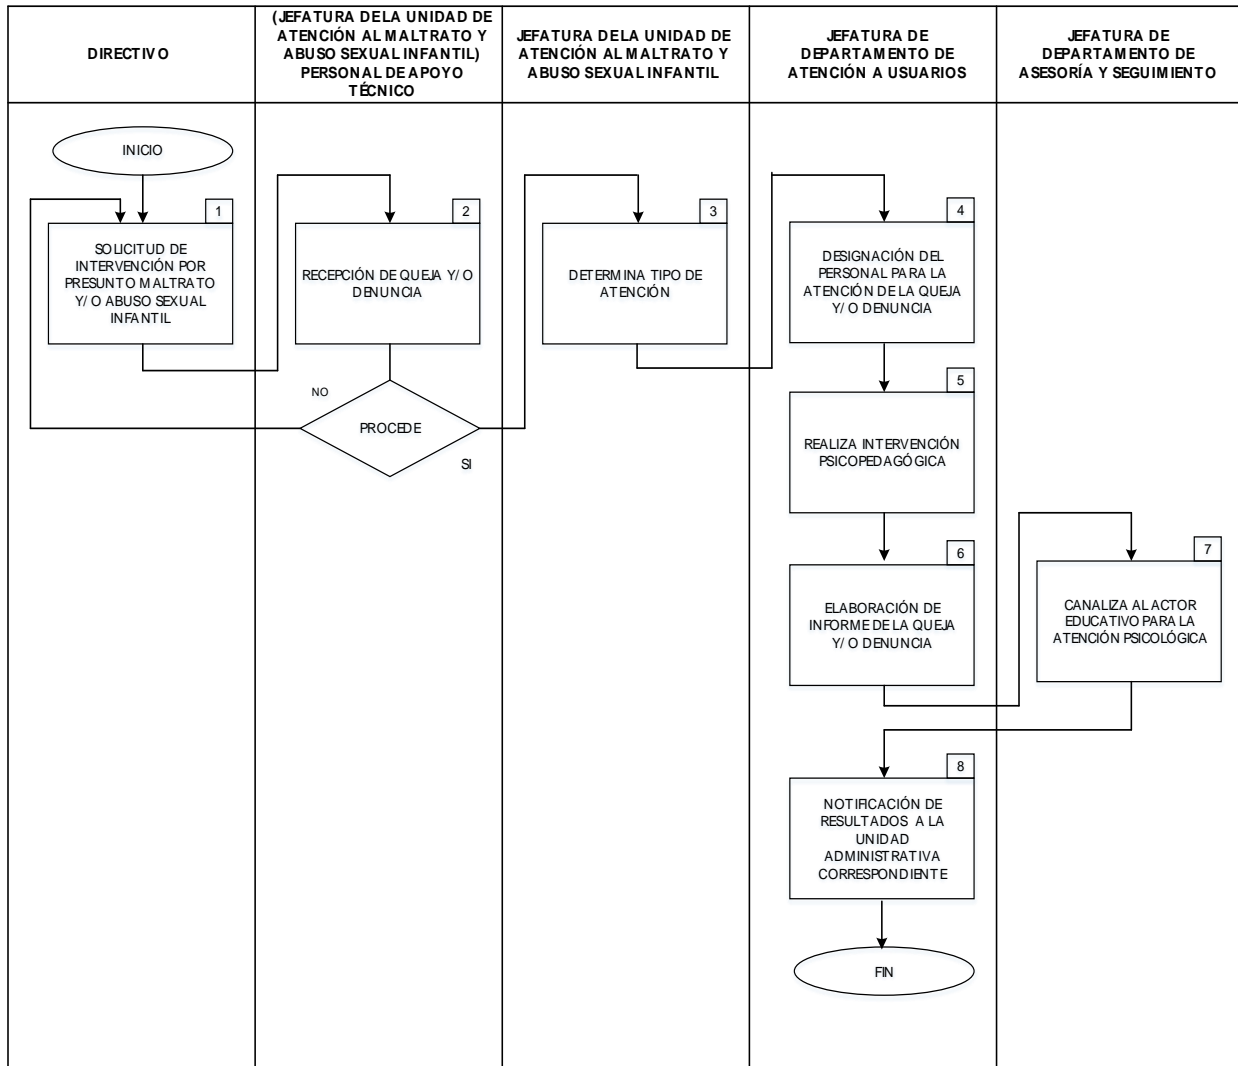 DIRECTIVO
(JEFATURA DELA UNIDAD DE
ATENCIÓN AL MALTRATO Y
ABUSO SEXUAL INFANTIL)
PERSONAL DE APOYO
TÉCNICO
JEFATURA DELA UNIDAD DE
ATENCIÓN AL MALTRATO Y
ABUSO SEXUAL INFANTIL
JEFATURA DE
DEPARTAMENTO DE
ATENCIÓN A USUARIOS
JEFATURA DE
DEPARTAMENTO DE
ASESORÍA Y SEGUIMIENTO
INICIO
1
SOLICITUD DE
INTERVENCIÓN POR
PRESUNTO MALTRATO
Y/ O ABUSO SEXUAL
INFANTIL
2
RECEPCIÓN DE QUEJA Y/ O
DENUNCIA
NO
PROCEDE
SI
3
DETERMINA TIPO DE
ATENCIÓN
4
DESIGNACIÓN DEL
PERSONAL PARA LA
ATENCIÓN DE LA QUEJA
Y/ O DENUNCIA
5
REALIZA INTERVENCIÓN
PSICOPEDAGÓGICA
6
ELABORACIÓN DE
INFORME DE LA QUEJA
Y/ O DENUNCIA
7
CANALIZA AL ACTOR
EDUCATIVO PARA LA
ATENCIÓN PSICOLÓGICA
8
NOTIFICACIÓN DE
RESULTADOS A LA
UNIDAD
ADMINISTRATIVA
CORRESPONDIENTE
FIN